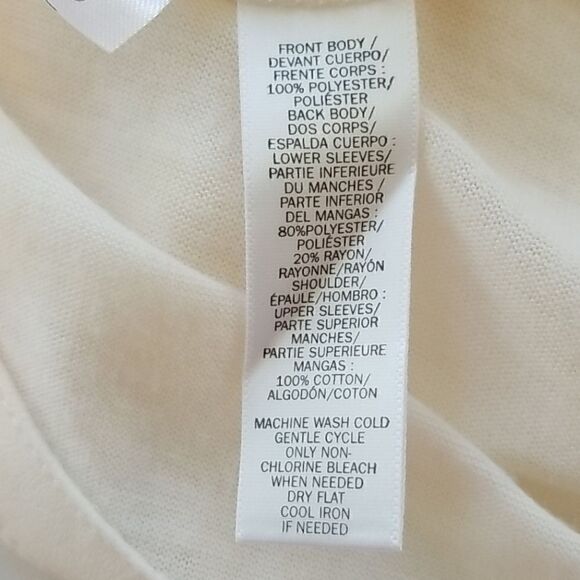 FRONT BODY /
DEVANT CUERPO/
FRENTE CORPS :
100% POLYESTER/
POLIÉSTER
BACK BODY/
DOS CORPS/
ESPALDA CUERPO :
LOWER SLEEVES/
PARTIE INFERIEURE
DU MANCHES /
PARTE INFERIOR
DEL MANGAS :
80%POLYESTER/
POLIÉSTER
20% RAYON/
RAYONNE/RAYÓN
SHOULDER/
ÉPAULE/HOMBRO :
UPPER SLEEVES/
PARTE SUPERIOR
MANCHES/
PARTIE SUPERIEURE
MANGAS :
100% COTTON/
ALGODÓN/COTÓN
MACHINE WASH COLD
GENTLE CYCLE
ONLY NON-
CHLORINE BLEACH
WHEN NEEDED
DRY FLAT
COOL IRON
IF NEEDED